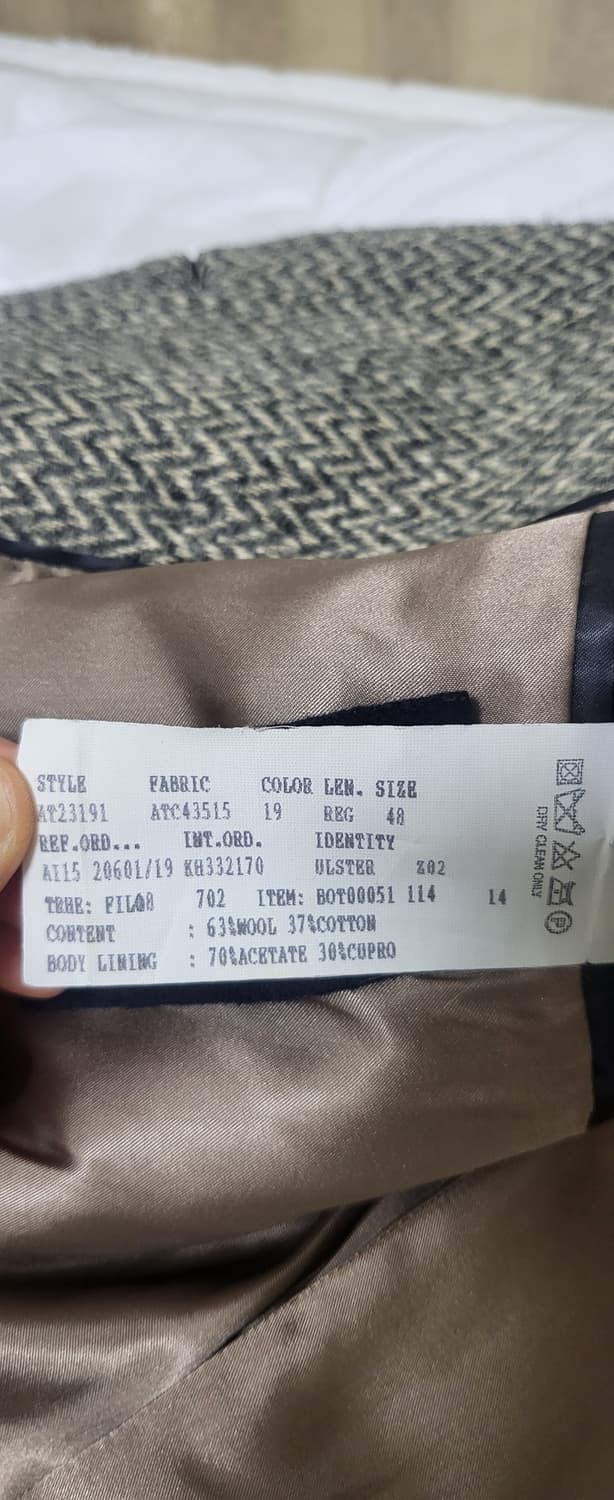 STYLE FABRIC COLOR LEN. SIZE
AT23191 ATC43515 19 REG 48
REF.ORD... INT.ORD. IDENTITY
AI15 20601/19 KH332170 ULSTER Z02
702 ITEM: BOT00051 114 14
CONTENT : 63%WOOL 37%COTTON
BODY LINING : 70%ACETATE 30%CUPRO
DRY CLEAN ONLY
P